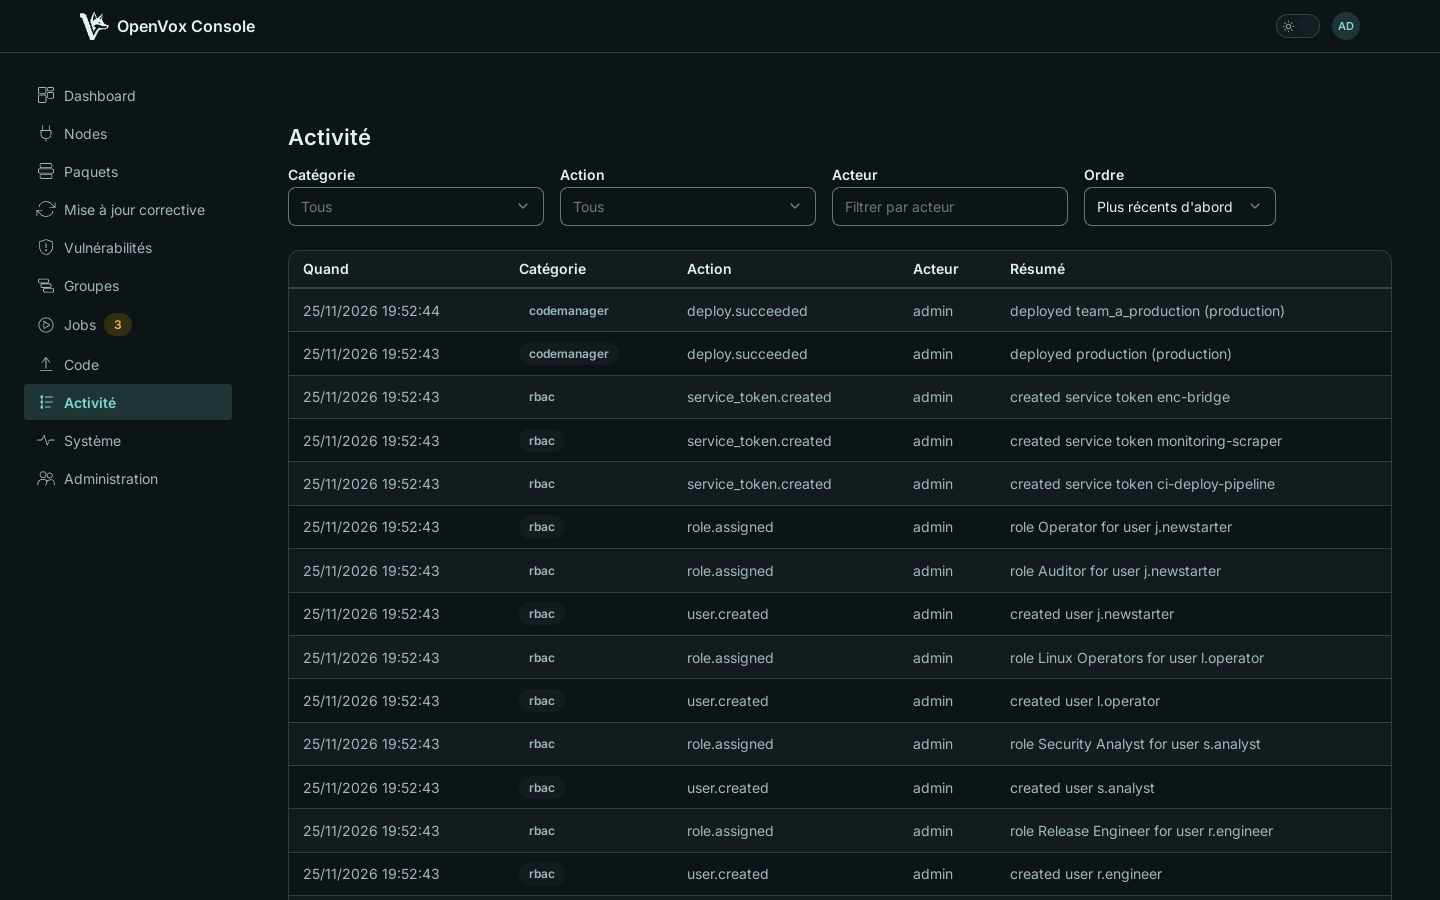 OpenVox Console
AD
Dashboard
Nodes
Paquets
Mise à jour corrective
Vulnérabilités
Groupes
Jobs 3
Code
Activité
Système
Administration
Activité
Catégorie Action Acteur Ordre
Tous Tous Filtrer par acteur Plus récents d'abord
Quand Catégorie Action Acteur Résumé
25/11/2026 19:52:44 codemanager deploy.succeeded admin deployed team_a_production (production)
25/11/2026 19:52:43 codemanager deploy.succeeded admin deployed production (production)
25/11/2026 19:52:43 rbac service_token.created admin created service token enc-bridge
25/11/2026 19:52:43 rbac service_token.created admin created service token monitoring-scraper
25/11/2026 19:52:43 rbac service_token.created admin created service token ci-deploy-pipeline
25/11/2026 19:52:43 rbac role.assigned admin role Operator for user j.newstarter
25/11/2026 19:52:43 rbac role.assigned admin role Auditor for user j.newstarter
25/11/2026 19:52:43 rbac user.created admin created user j.newstarter
25/11/2026 19:52:43 rbac role.assigned admin role Linux Operators for user l.operator
25/11/2026 19:52:43 rbac user.created admin created user l.operator
25/11/2026 19:52:43 rbac role.assigned admin role Security Analyst for user s.analyst
25/11/2026 19:52:43 rbac user.created admin created user s.analyst
25/11/2026 19:52:43 rbac role.assigned admin role Release Engineer for user r.engineer
25/11/2026 19:52:43 rbac user.created admin created user r.engineer